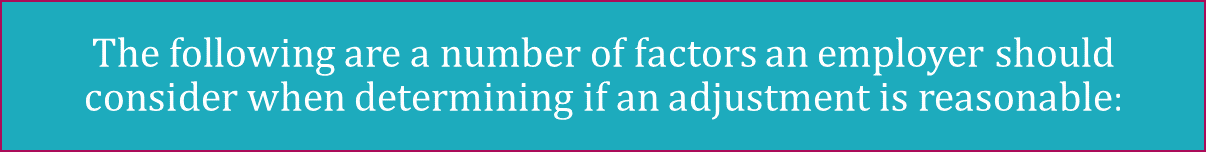 The following are a number of factors an employer should
consider when determining if an adjustment is reasonable: